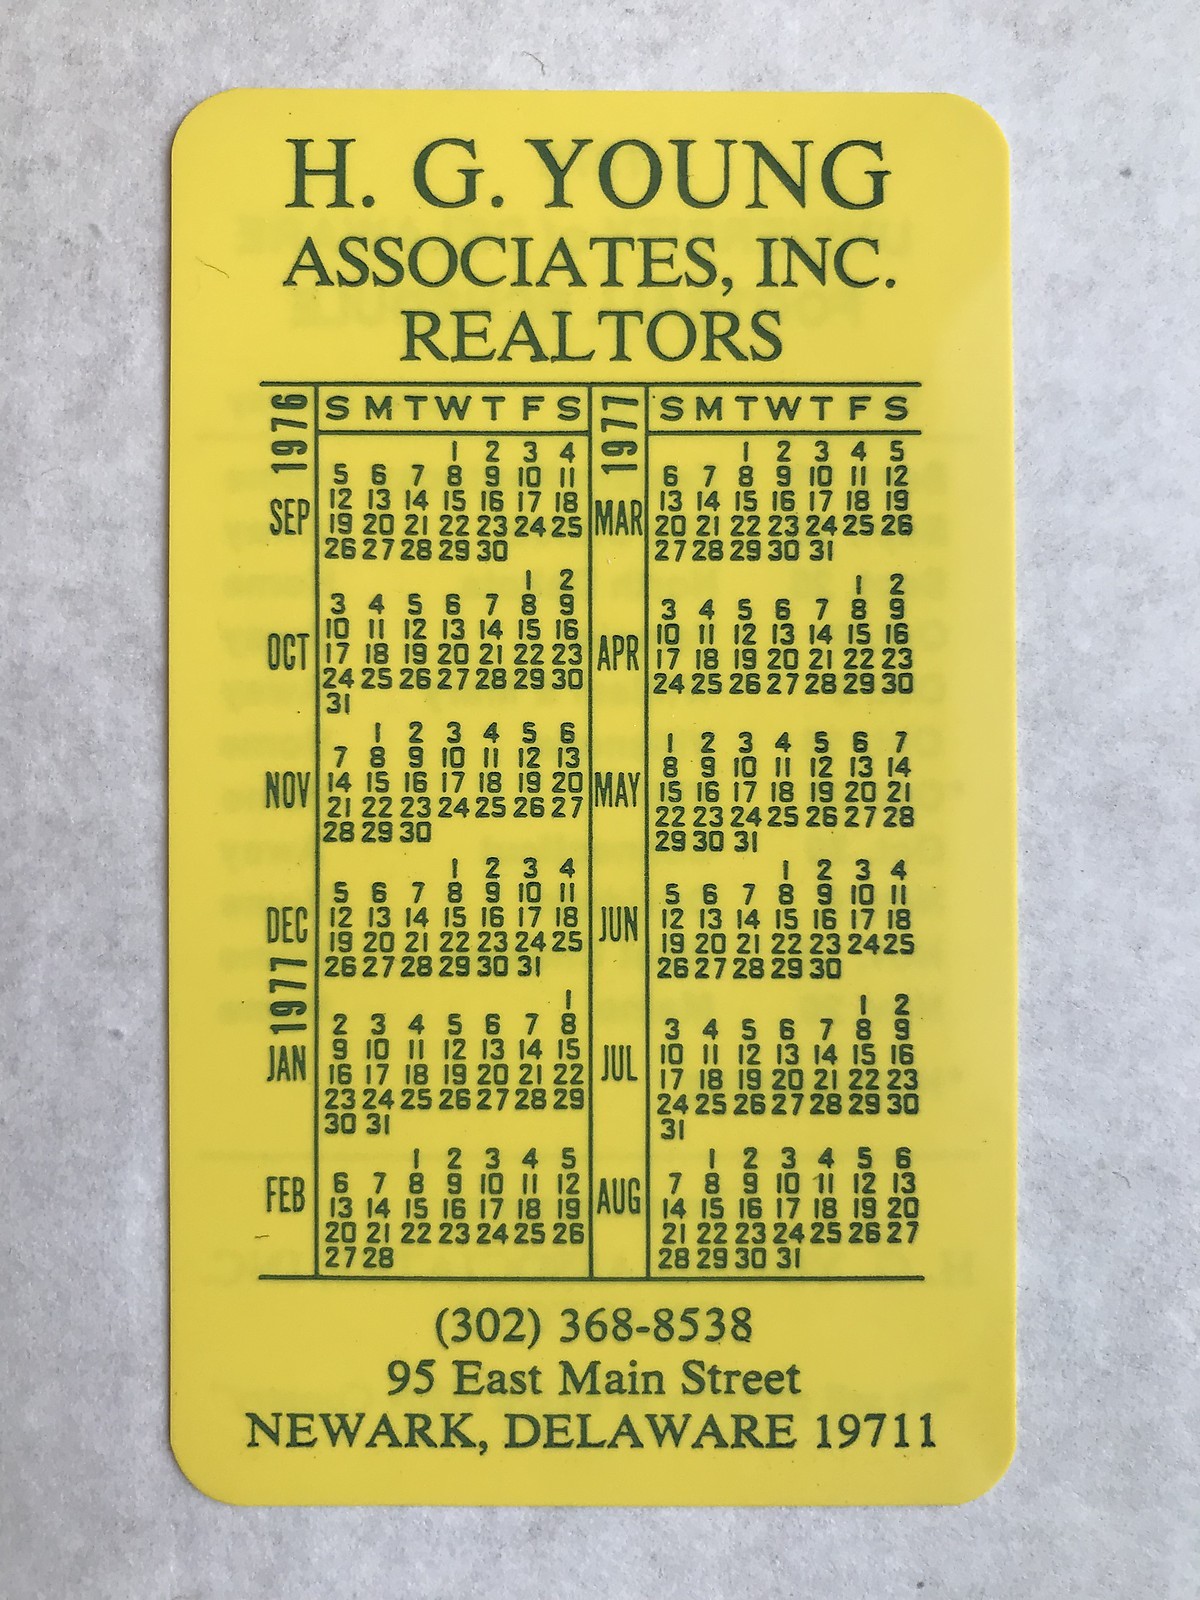 H. G. YOUNG
ASSOCIATES, INC.
REALTORS
1976
S M T W T F S
SEP
1 2 3 4
5 6 7 8 9 10 11
12 13 14 15 16 17 18
19 20 21 22 23 24 25
26 27 28 29 30
OCT
1 2
3 4 5 6 7 8 9
10 11 12 13 14 15 16
17 18 19 20 21 22 23
24 25 26 27 28 29 30
31
NOV
1 2 3 4 5 6
7 8 9 10 11 12 13
14 15 16 17 18 19 20
21 22 23 24 25 26 27
28 29 30
DEC
1 2 3 4
5 6 7 8 9 10 11
12 13 14 15 16 17 18
19 20 21 22 23 24 25
26 27 28 29 30 31
1977
JAN
1
2 3 4 5 6 7 8
9 10 11 12 13 14 15
16 17 18 19 20 21 22
23 24 25 26 27 28 29
30 31
FEB
1 2 3 4 5
6 7 8 9 10 11 12
13 14 15 16 17 18 19
20 21 22 23 24 25 26
27 28
1977
S M T W T F S
MAR
1 2 3 4 5
6 7 8 9 10 11 12
13 14 15 16 17 18 19
20 21 22 23 24 25 26
27 28 29 30 31
APR
1 2
3 4 5 6 7 8 9
10 11 12 13 14 15 16
17 18 19 20 21 22 23
24 25 26 27 28 29 30
MAY
1 2 3 4 5 6 7
8 9 10 11 12 13 14
15 16 17 18 19 20 21
22 23 24 25 26 27 28
29 30 31
JUN
1 2 3 4
5 6 7 8 9 10 11
12 13 14 15 16 17 18
19 20 21 22 23 24 25
26 27 28 29 30
JUL
1 2
3 4 5 6 7 8 9
10 11 12 13 14 15 16
17 18 19 20 21 22 23
24 25 26 27 28 29 30
31
AUG
1 2 3 4 5 6
7 8 9 10 11 12 13
14 15 16 17 18 19 20
21 22 23 24 25 26 27
28 29 30 31
(302) 368-8538
95 East Main Street
NEWARK, DELAWARE 19711